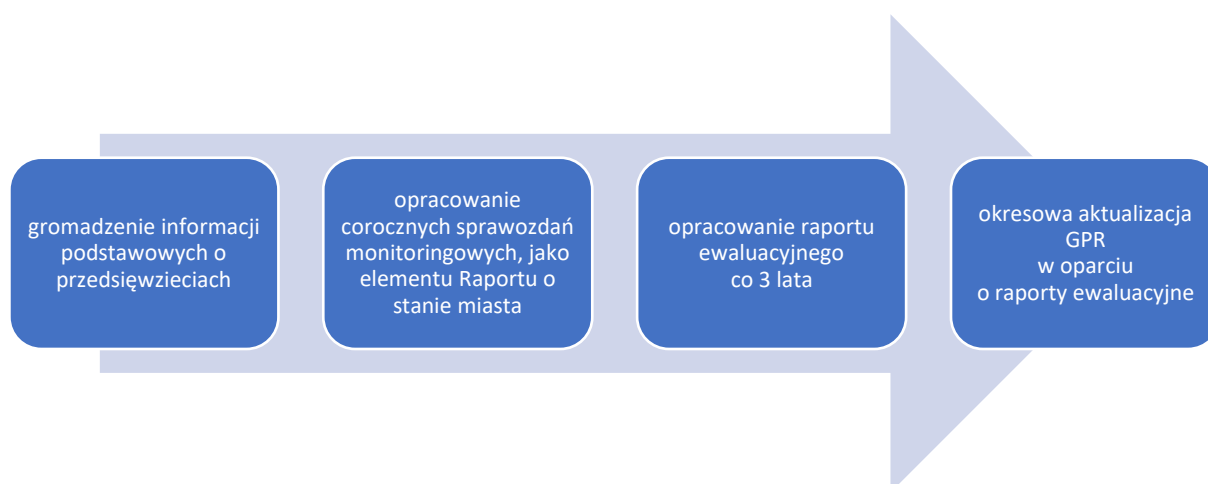 gromadzenie informacji
podstawowych o
przedsięwzieciach
opracowanie
corocznych sprawozdań
monitoringowych, jako
elementu Raportu o
stanie miasta
opracowanie raportu
ewaluacyjnego
co 3 lata
okresowa aktualizacja
GPR
w oparciu
o raporty ewaluacyjne